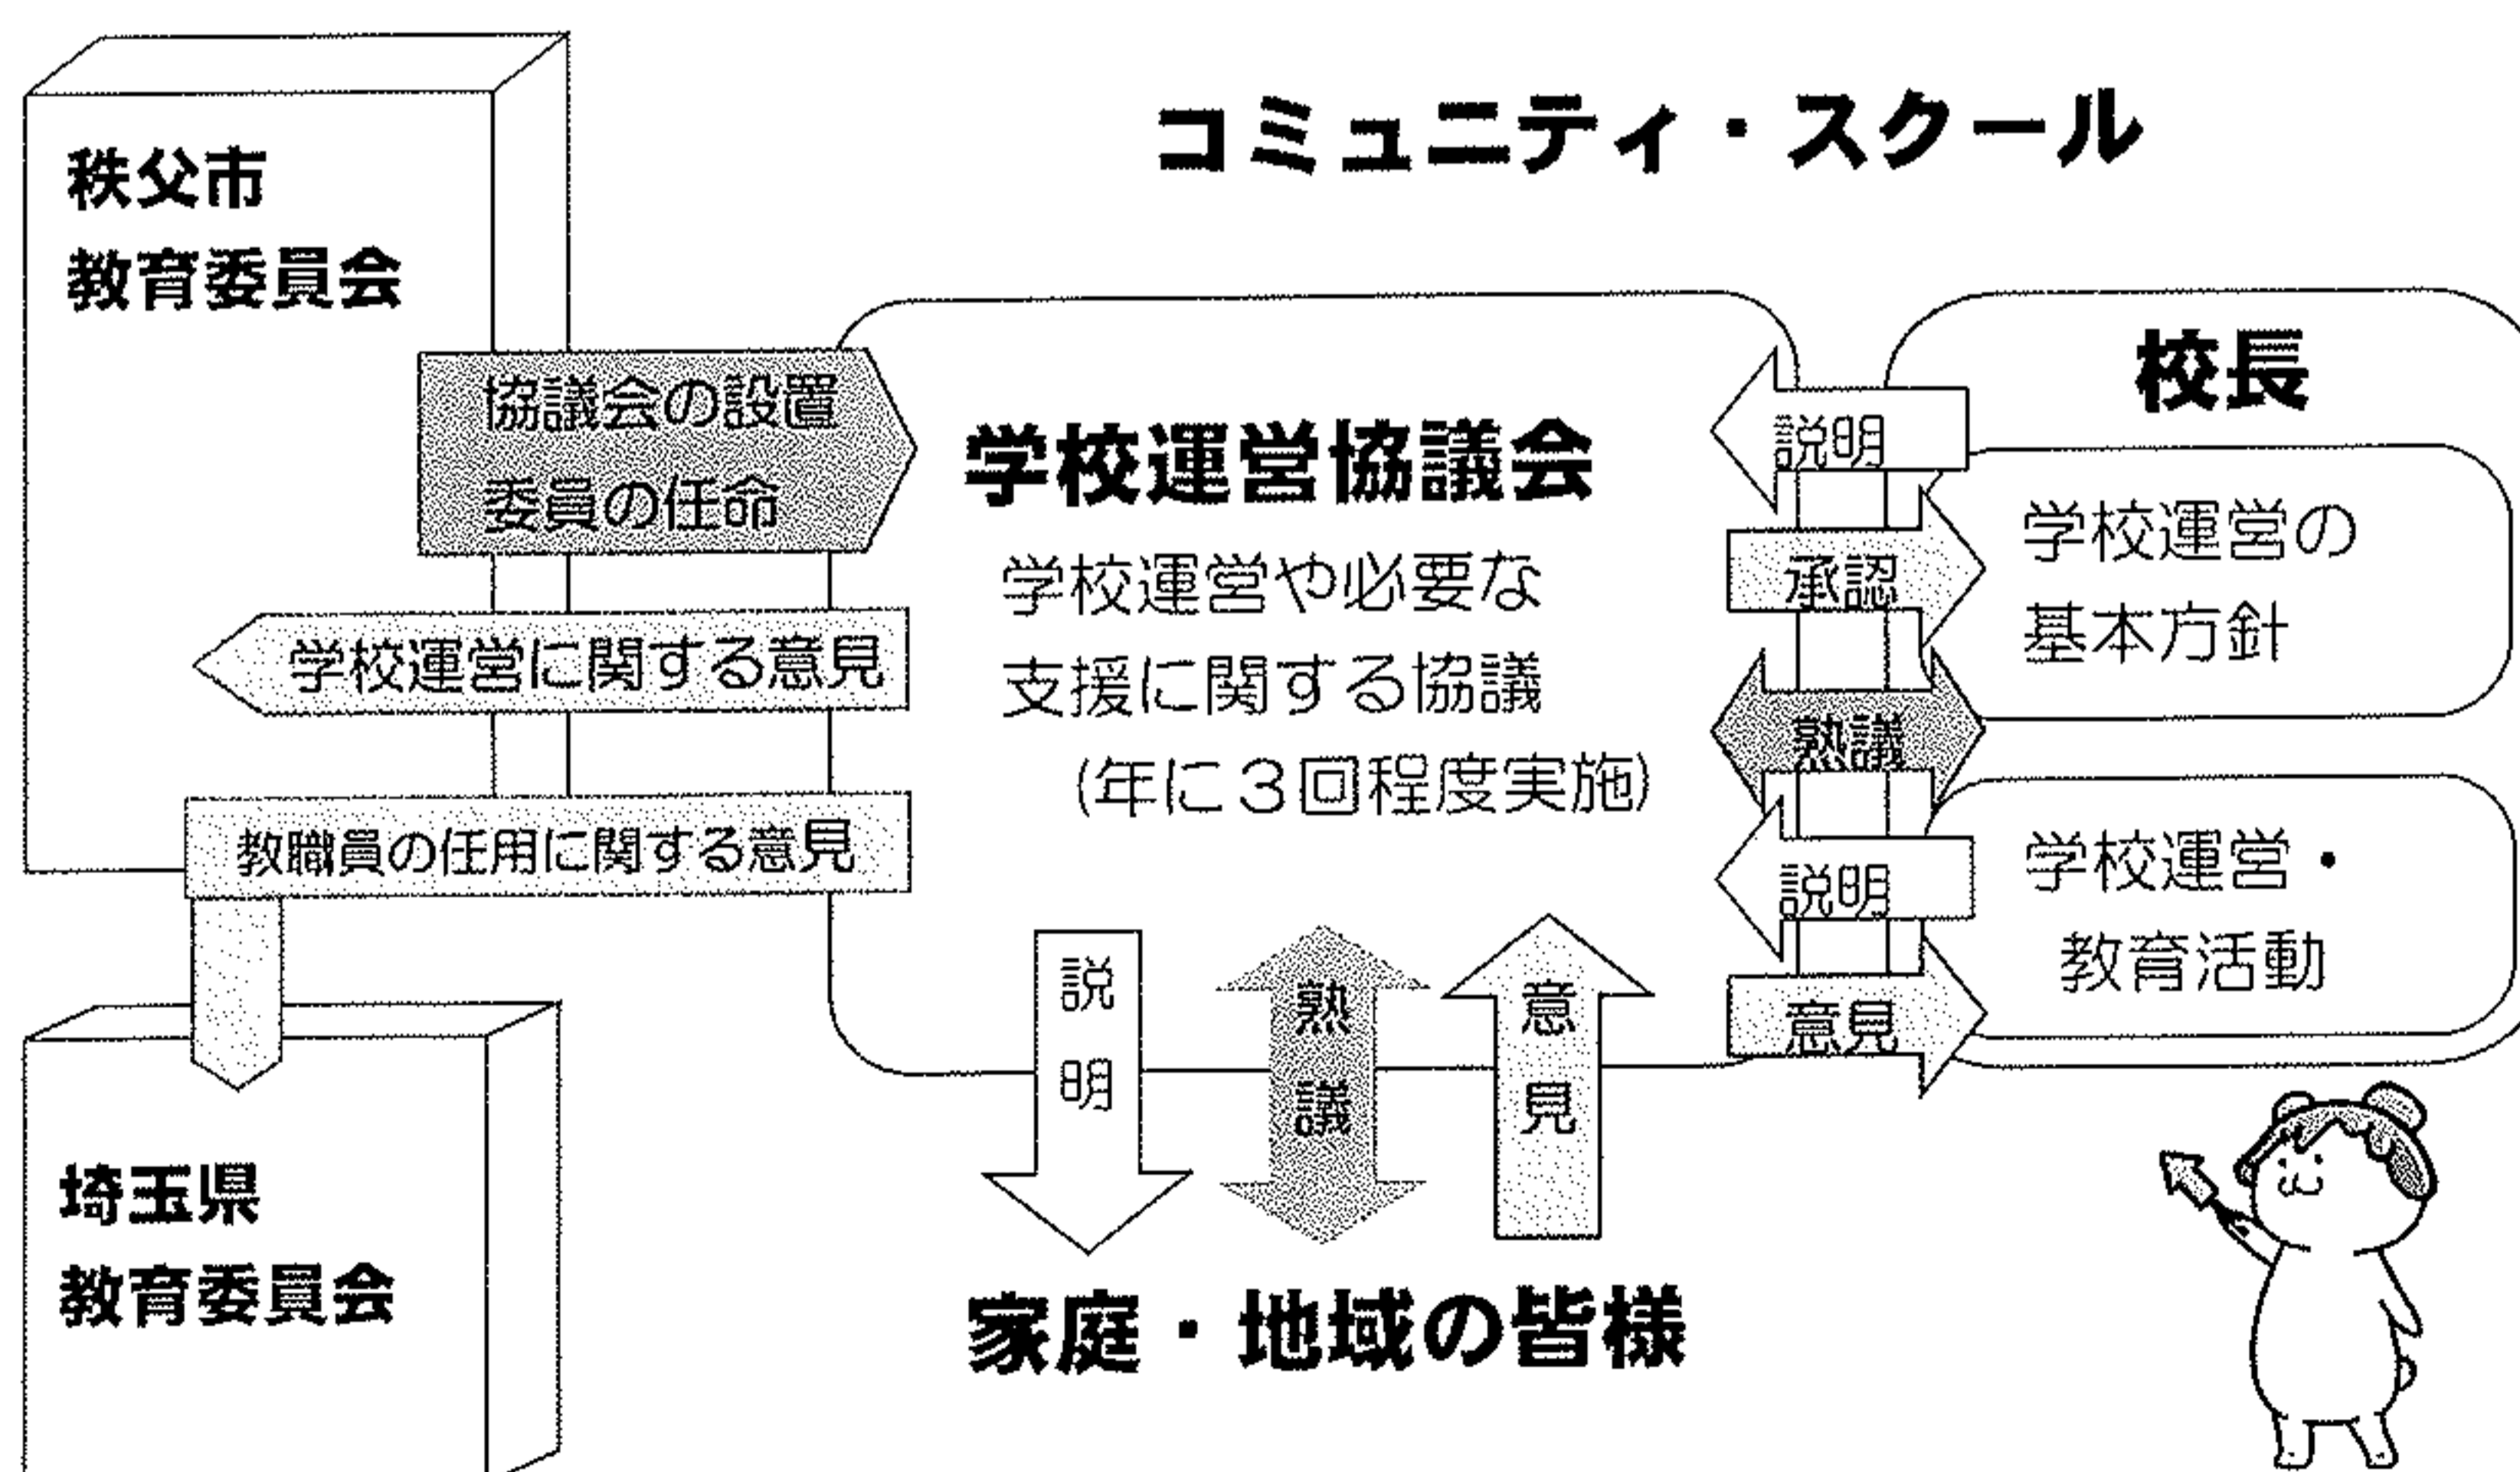 コミュニティ・スクール
秩父市
教育委員会
協議会の設置
委員の任命
学校運営に関する意見
教職員の任用に関する意見
埼玉県
教育委員会
学校運営協議会
学校運営や必要な
支援に関する協議
(年に3回程度実施)
説明
承認
熟議
説明
意見
校長
学校運営の
基本方針
学校運営・
教育活動
説明
熟議
意見
家庭・地域の皆様